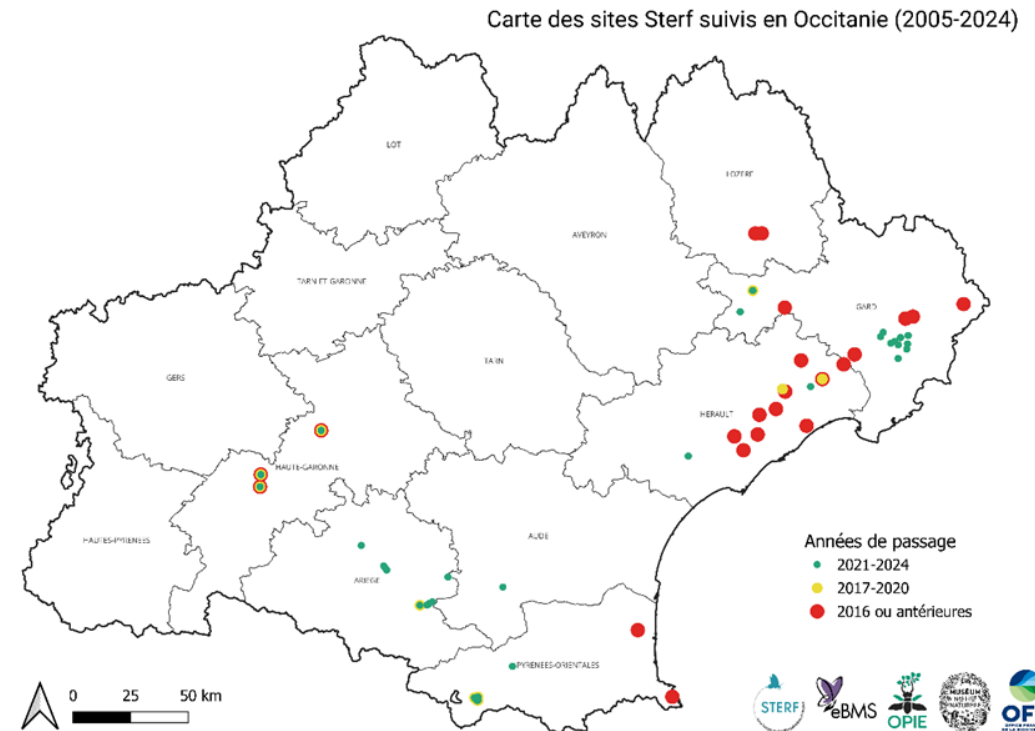 Carte des sites Sterf suivis en Occitanie (2005-2024)
LOT
LOZERE
AVEYRON
TARN ET GARONNE
GARD
TARN
GERS
HERAULT
HAUTE-GARONNE
HAUTES-PYRENEES
AUDE
ARIEGE
Années de passage
2021-2024
2017-2020
2016 ou antérieures
PYRENEES-ORIENTALES
0 25 50 km
STERF
eBMS
OPIE
MUSÉUM
OF